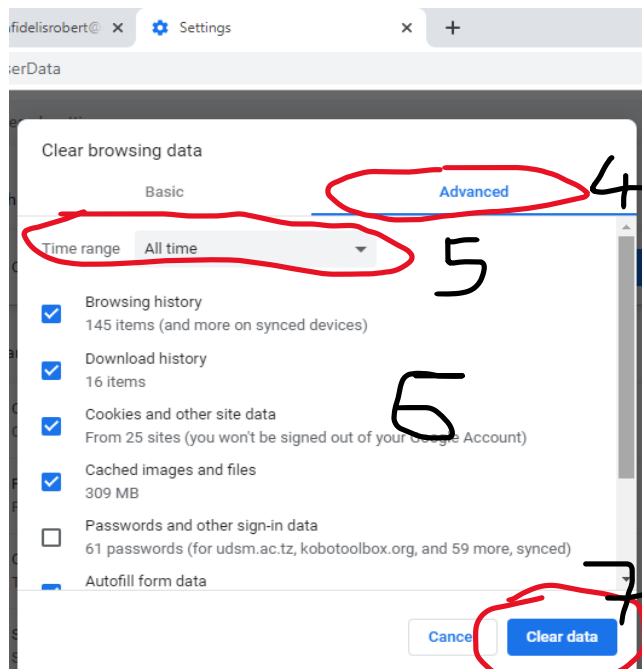 nfidelisrobert@ Settings
serData
Clear browsing data
Basic Advanced 4
Time range All time 5
Browsing history
145 items (and more on synced devices)
Download history
16 items
6
Cookies and other site data
From 25 sites (you won't be signed out of your Google Account)
Cached images and files
309 MB
Passwords and other sign-in data
61 passwords (for udsm.ac.tz, kobotoolbox.org, and 59 more, synced)
Autofill form data
7
Cance Clear data